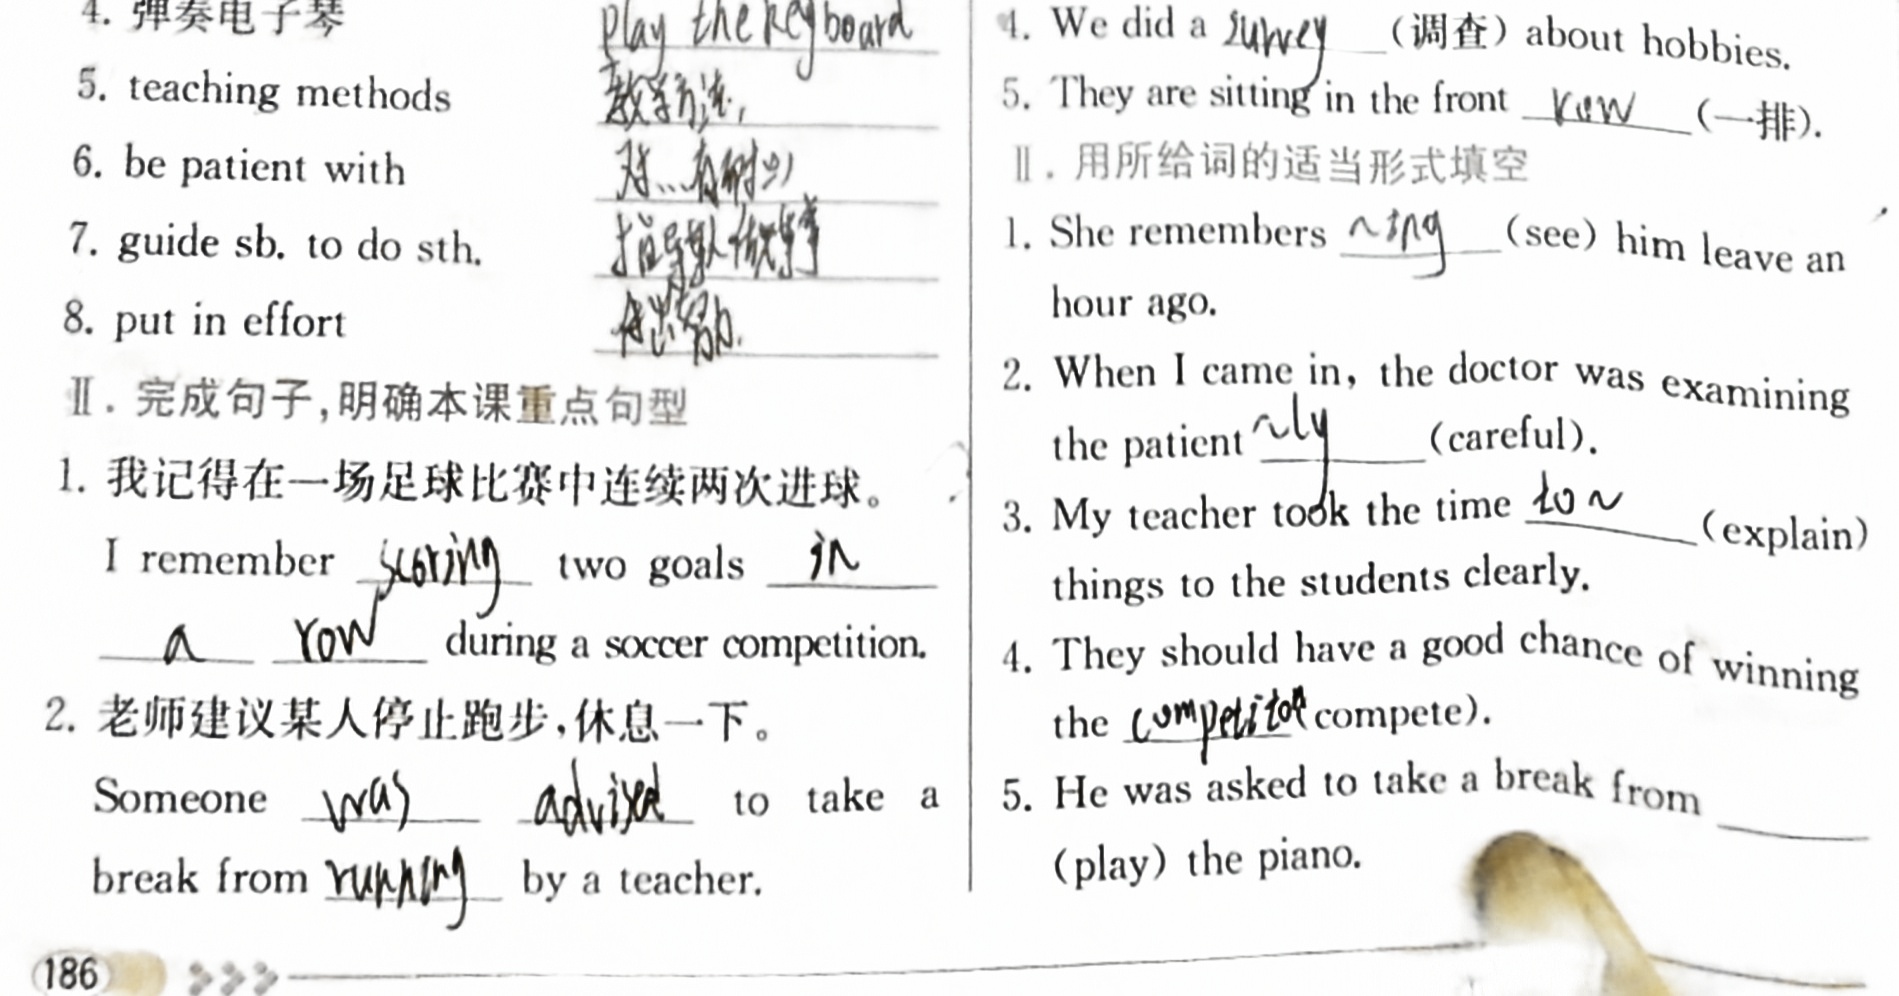 4. 弹奏电子琴 play the keyboard
5. teaching methods 教学方法
6. be patient with 对...有耐心
7. guide sb. to do sth. 指导某人做某事
8. put in effort 付出努力.
Ⅱ. 完成句子,明确本课重点句型
1. 我记得在一场足球比赛中连续两次进球。
I remember scoring two goals in
a row during a soccer competition.
2. 老师建议某人停止跑步,休息一下。
Someone was advised to take a
break from running by a teacher.
186
4. We did a survey (调查) about hobbies.
5. They are sitting in the front row (一排).
Ⅱ. 用所给词的适当形式填空
1. She remembers ~ing (see) him leave an
hour ago.
2. When I came in, the doctor was examining
the patient ~ly (careful).
3. My teacher took the time to ~ (explain)
things to the students clearly.
4. They should have a good chance of winning
the (compete).
5. He was asked to take a break from
(play) the piano.